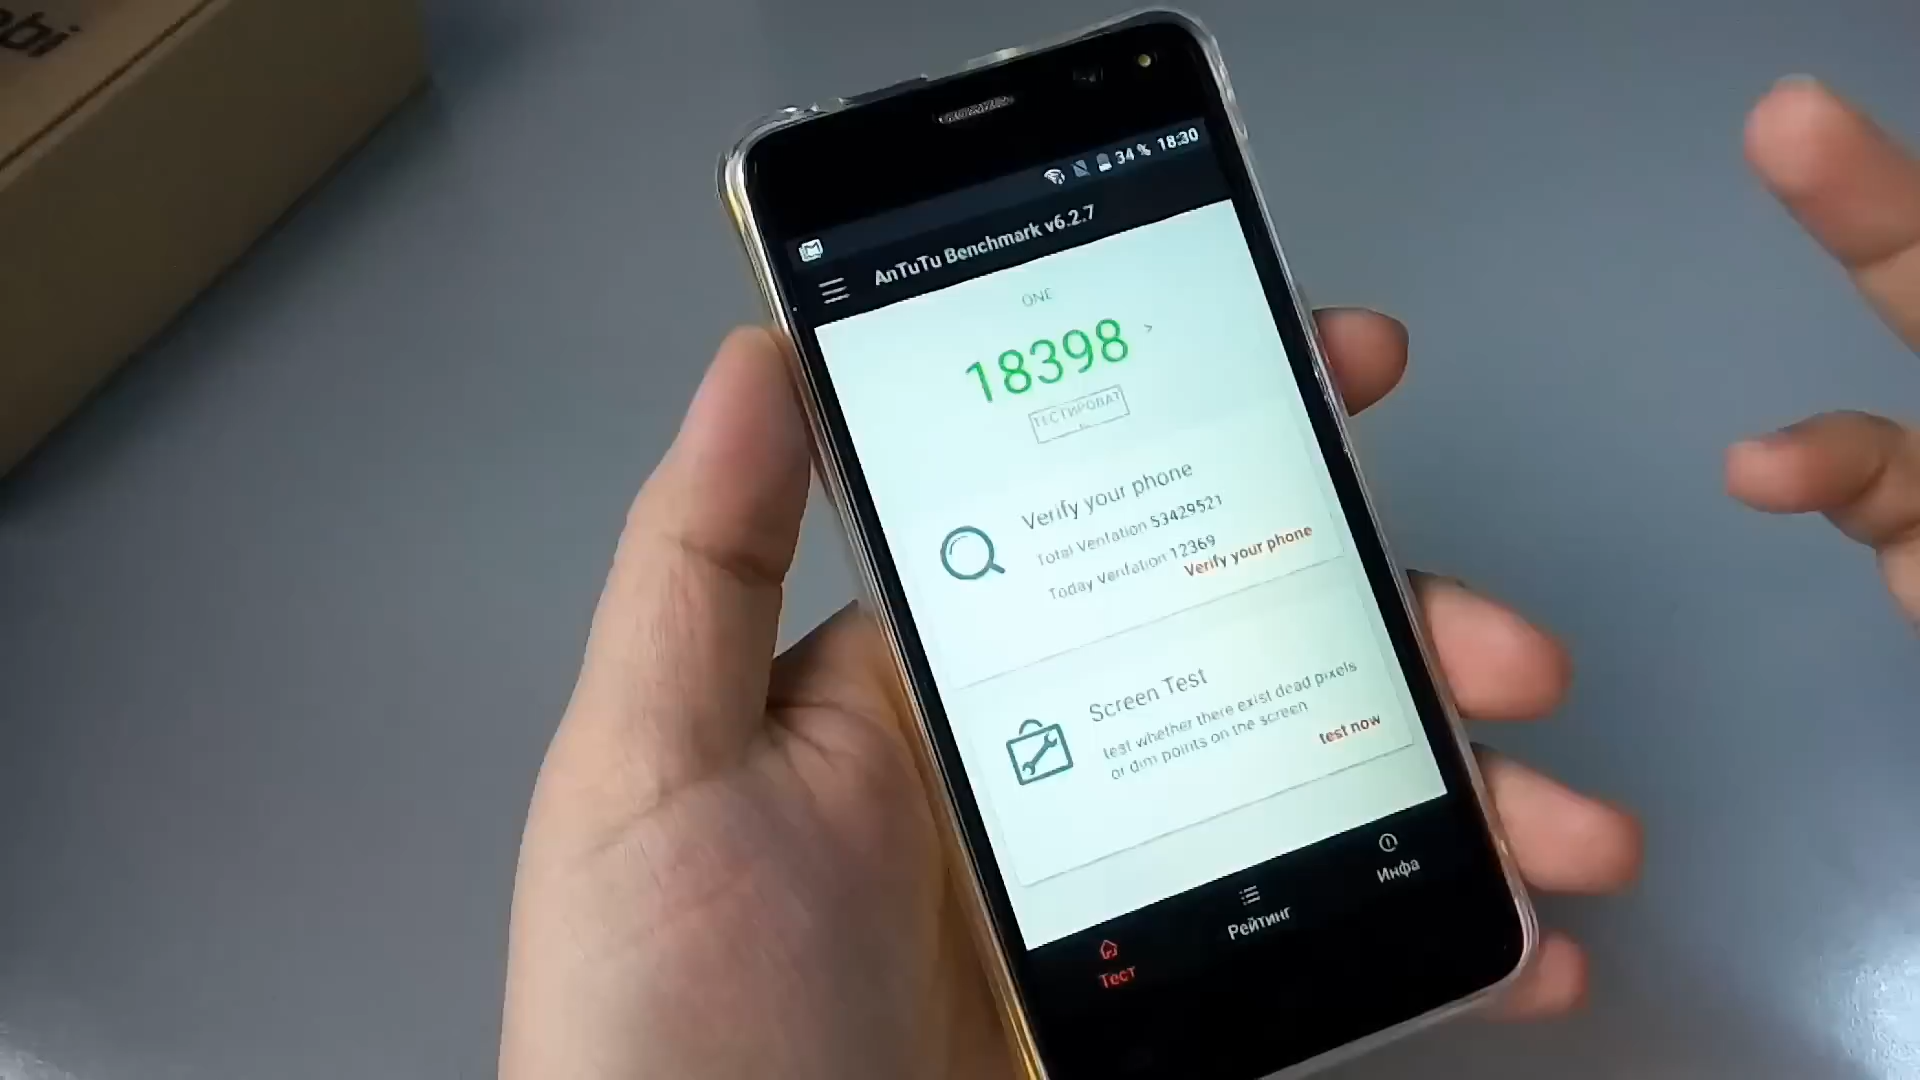 34 % 18:30
AnTuTu Benchmark v6.2.7
ONE
18398 >
ТЕСТИРОВАТ
Ь
Verify your phone
Total Verifation 53429521
Today Verifation 12369
Verify your phone
Screen Test
test whether there exist dead pixels
or dim points on the screen
test now
Тест
Рейтинг
Инфа